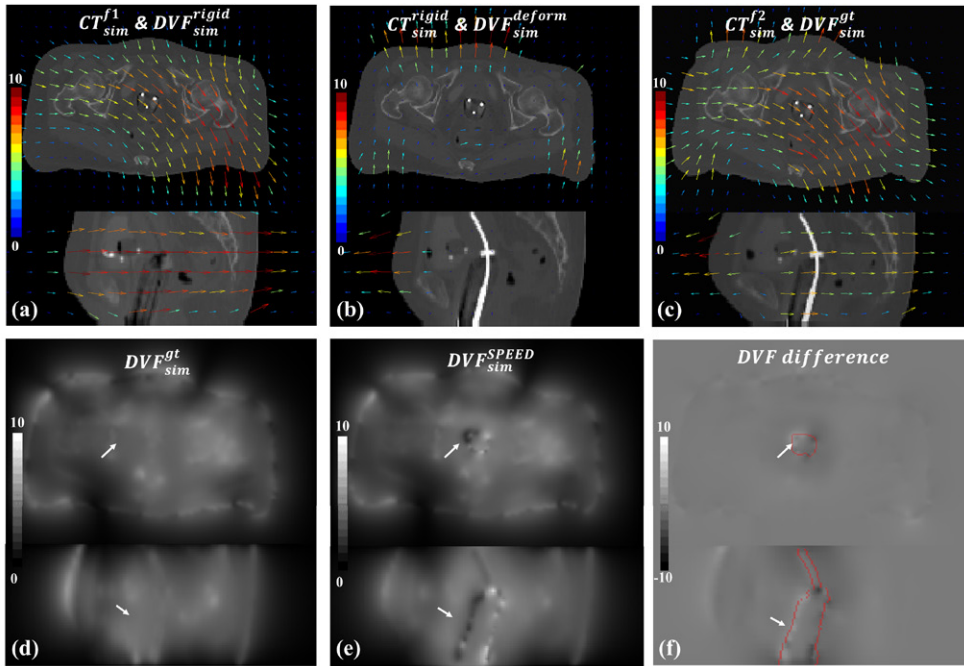 CT^{f1}_{sim} & DVF^{rigid}_{sim}
10
0
(a)
CT^{rigid}_{sim} & DVF^{deform}_{sim}
10
0
(b)
CT^{f2}_{sim} & DVF^{gt}_{sim}
10
0
(c)
DVF^{gt}_{sim}
10
0
(d)
DVF^{SPEED}_{sim}
10
0
(e)
DVF difference
10
-10
(f)